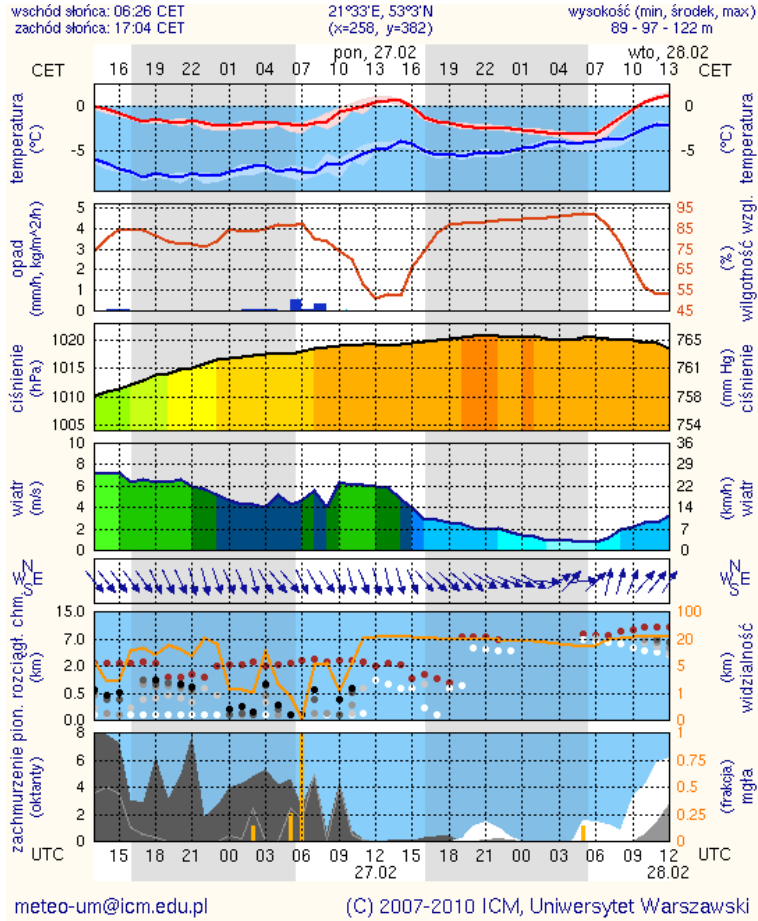 wschód słońca: 06:26 CET 21°33'E, 53°3'N wysokość (min, środek, max)
zachód słońca: 17:04 CET (x=258, y=382) 89 - 97 - 122 m
pon, 27.02 wto, 28.02
CET 16 19 22 01 04 07 10 13 16 19 22 01 04 07 10 13 CET
temperatura (°C) 0 -5 0 -5 (°C) temperatura
opad (mm/h, kg/m^2/h) 5 4 3 2 1 0 95 85 75 65 55 45 (%) wilgotność wzgl.
ciśnienie (hPa) 1020 1015 1010 1005 765 761 758 754 (mm Hg) ciśnienie
wiatr (m/s) 10 8 6 4 2 0 36 29 22 14 7 0 (km/h) wiatr
N W E S N W E S
pion. rozciągł. chm. (km) 15.0 7.0 2.0 0.5 0.0 100 20 5 1 0 (km) widzialność
zachmurzenie (oktanty) 8 6 4 2 0 1 0.75 0.5 0.25 0 (frakcja) mgła
UTC 15 18 21 00 03 06 09 12 15 18 21 00 03 06 09 12 UTC
27.02 28.02
meteo-um@icm.edu.pl (C) 2007-2010 ICM, Uniwersytet Warszawski